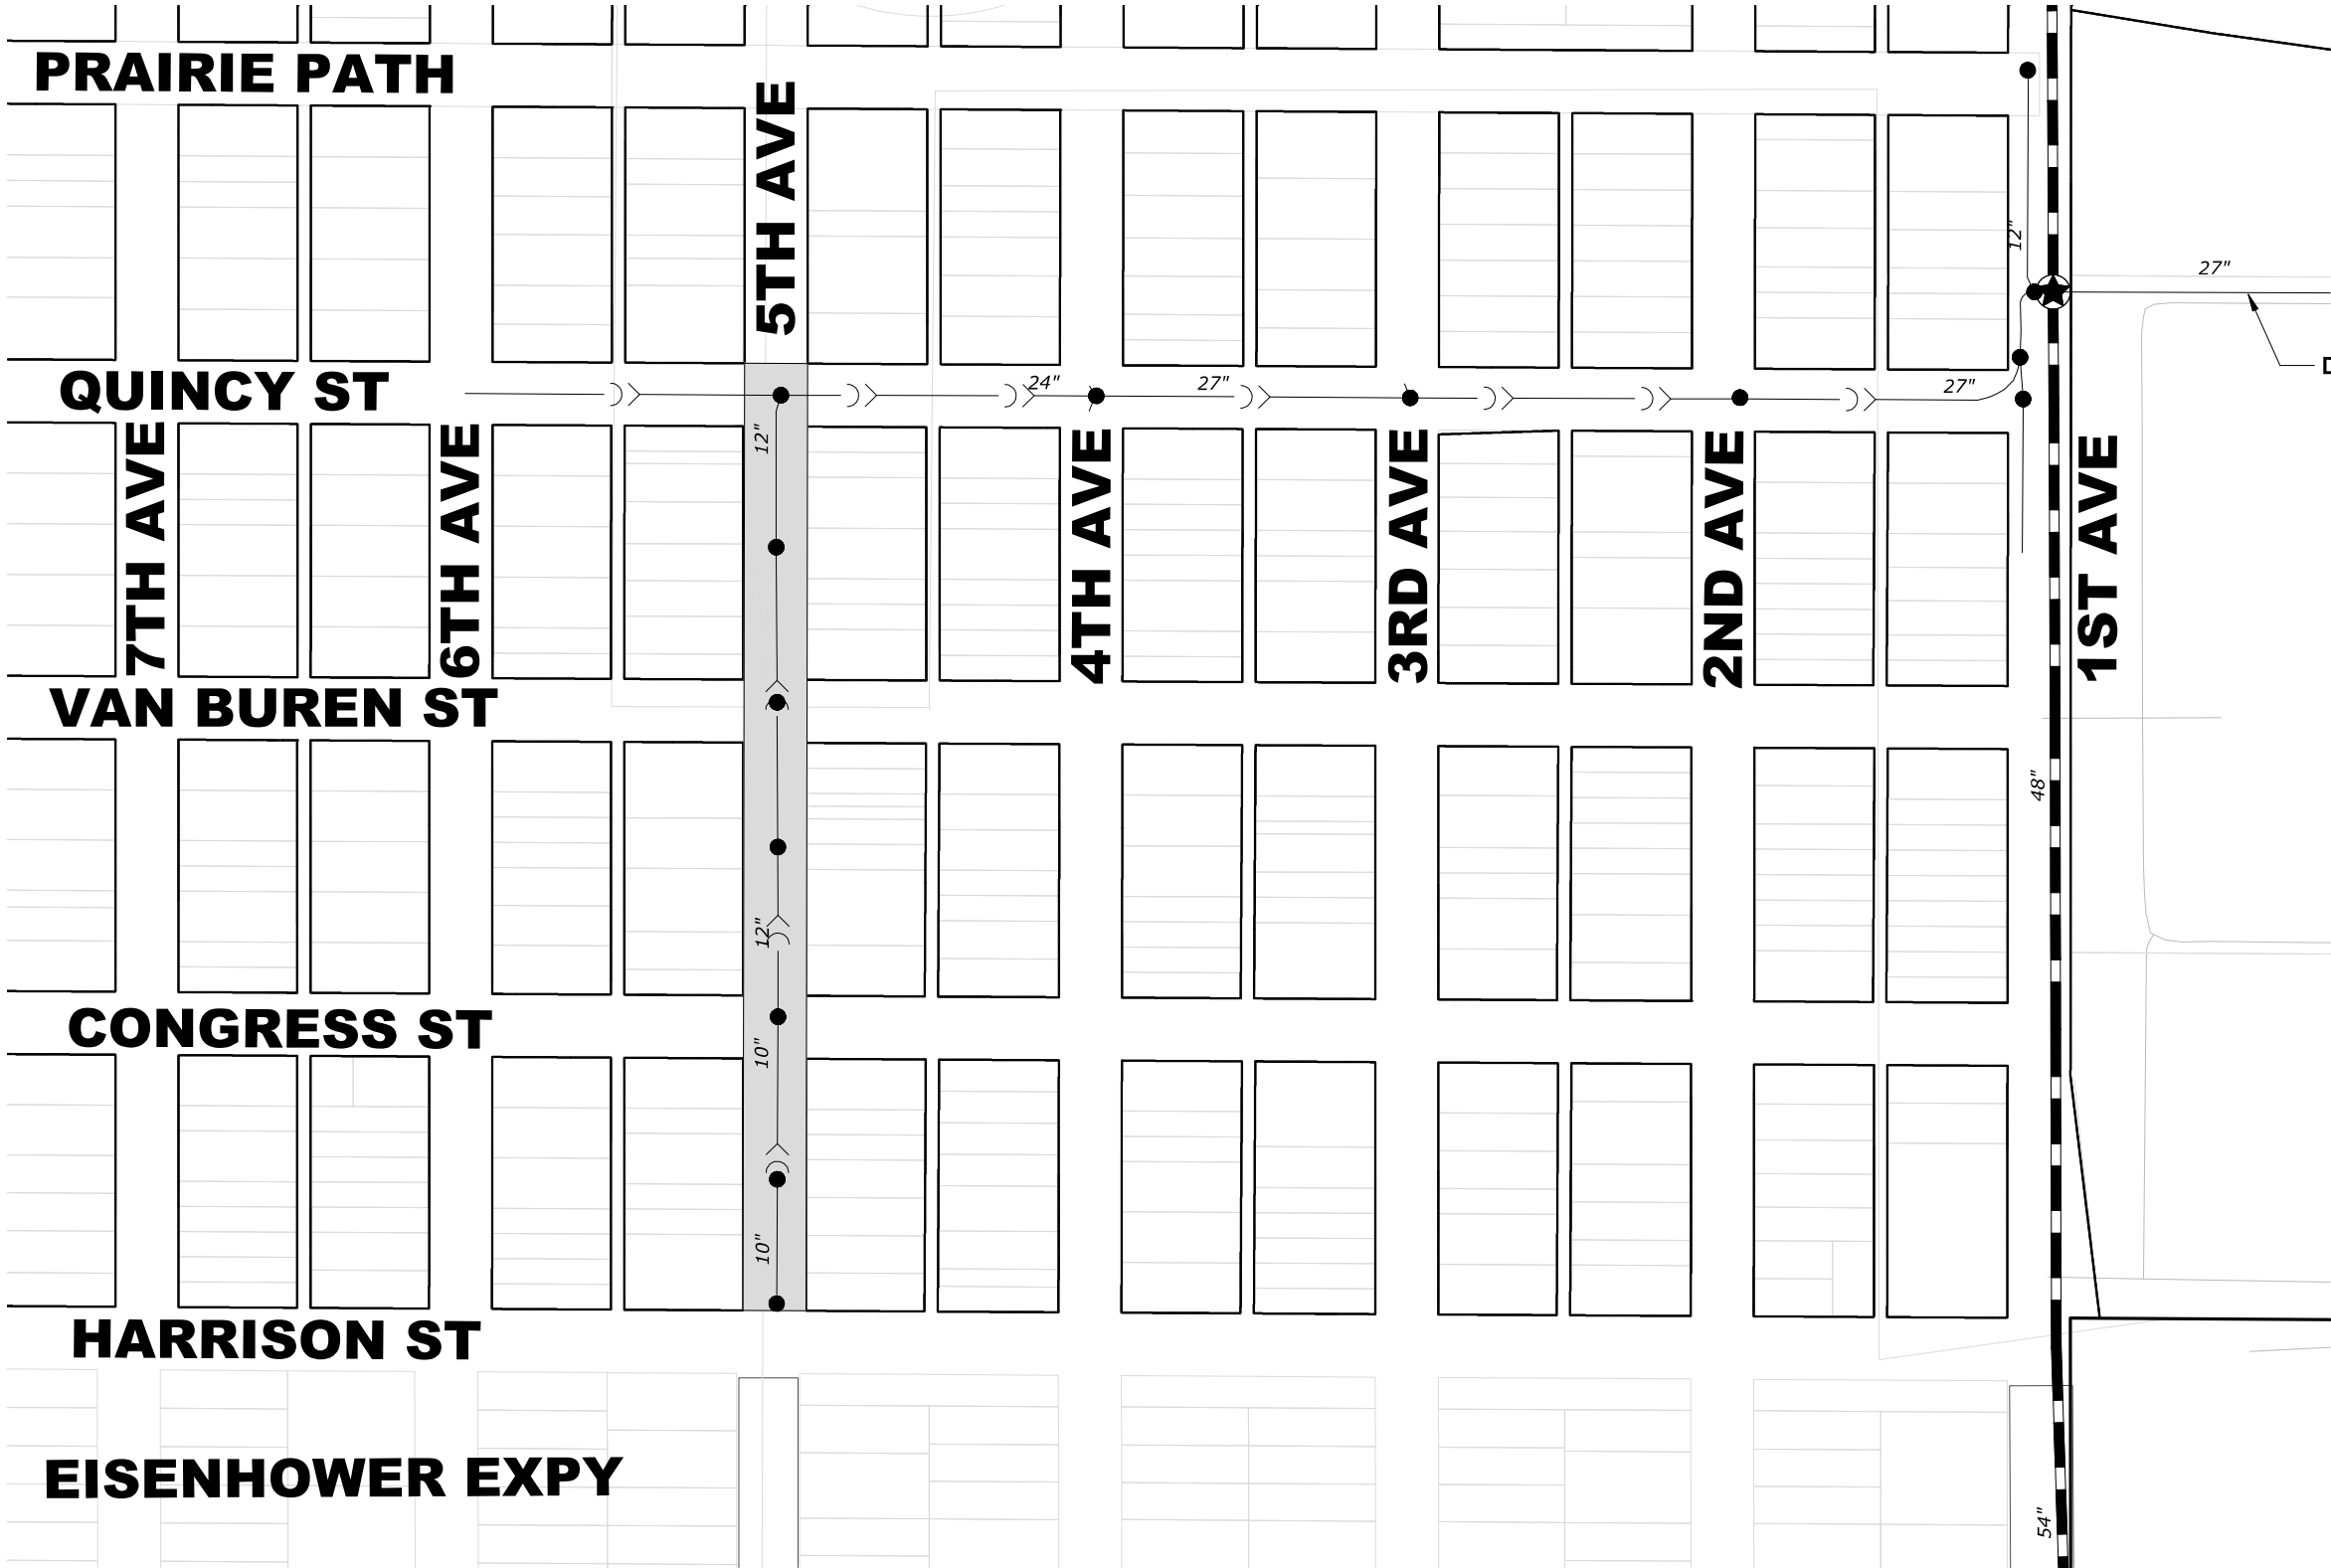 PRAIRIE PATH
5TH AVE
12"
27"
D
QUINCY ST
24"
27"
27"
12"
7TH AVE
6TH AVE
4TH AVE
3RD AVE
2ND AVE
1ST AVE
VAN BUREN ST
48"
12"
CONGRESS ST
10"
10"
HARRISON ST
EISENHOWER EXPY
54"